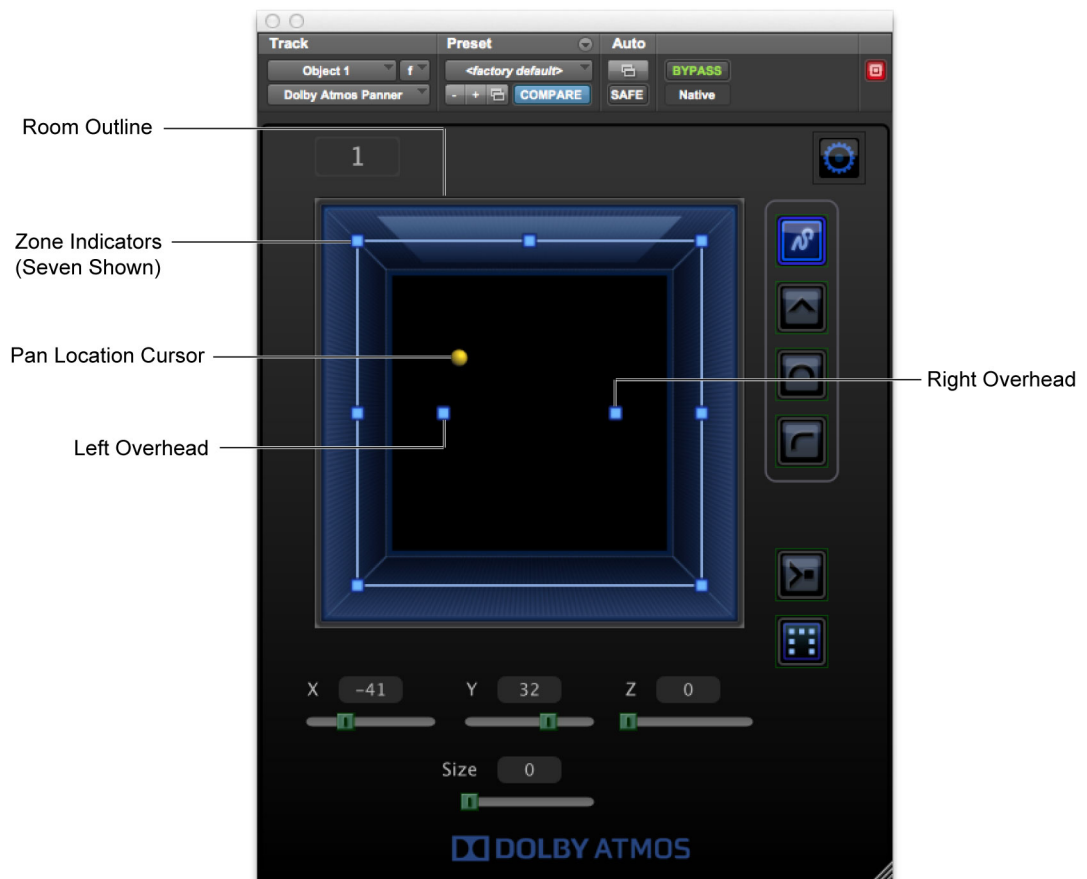 Track
Preset
Auto
Object 1
f
<factory default>
BYPASS
Dolby Atmos Panner
- +
COMPARE
SAFE
Native
Room Outline
1
Zone Indicators
(Seven Shown)
Pan Location Cursor
Right Overhead
Left Overhead
X -41
Y 32
Z 0
Size 0
DOLBY ATMOS